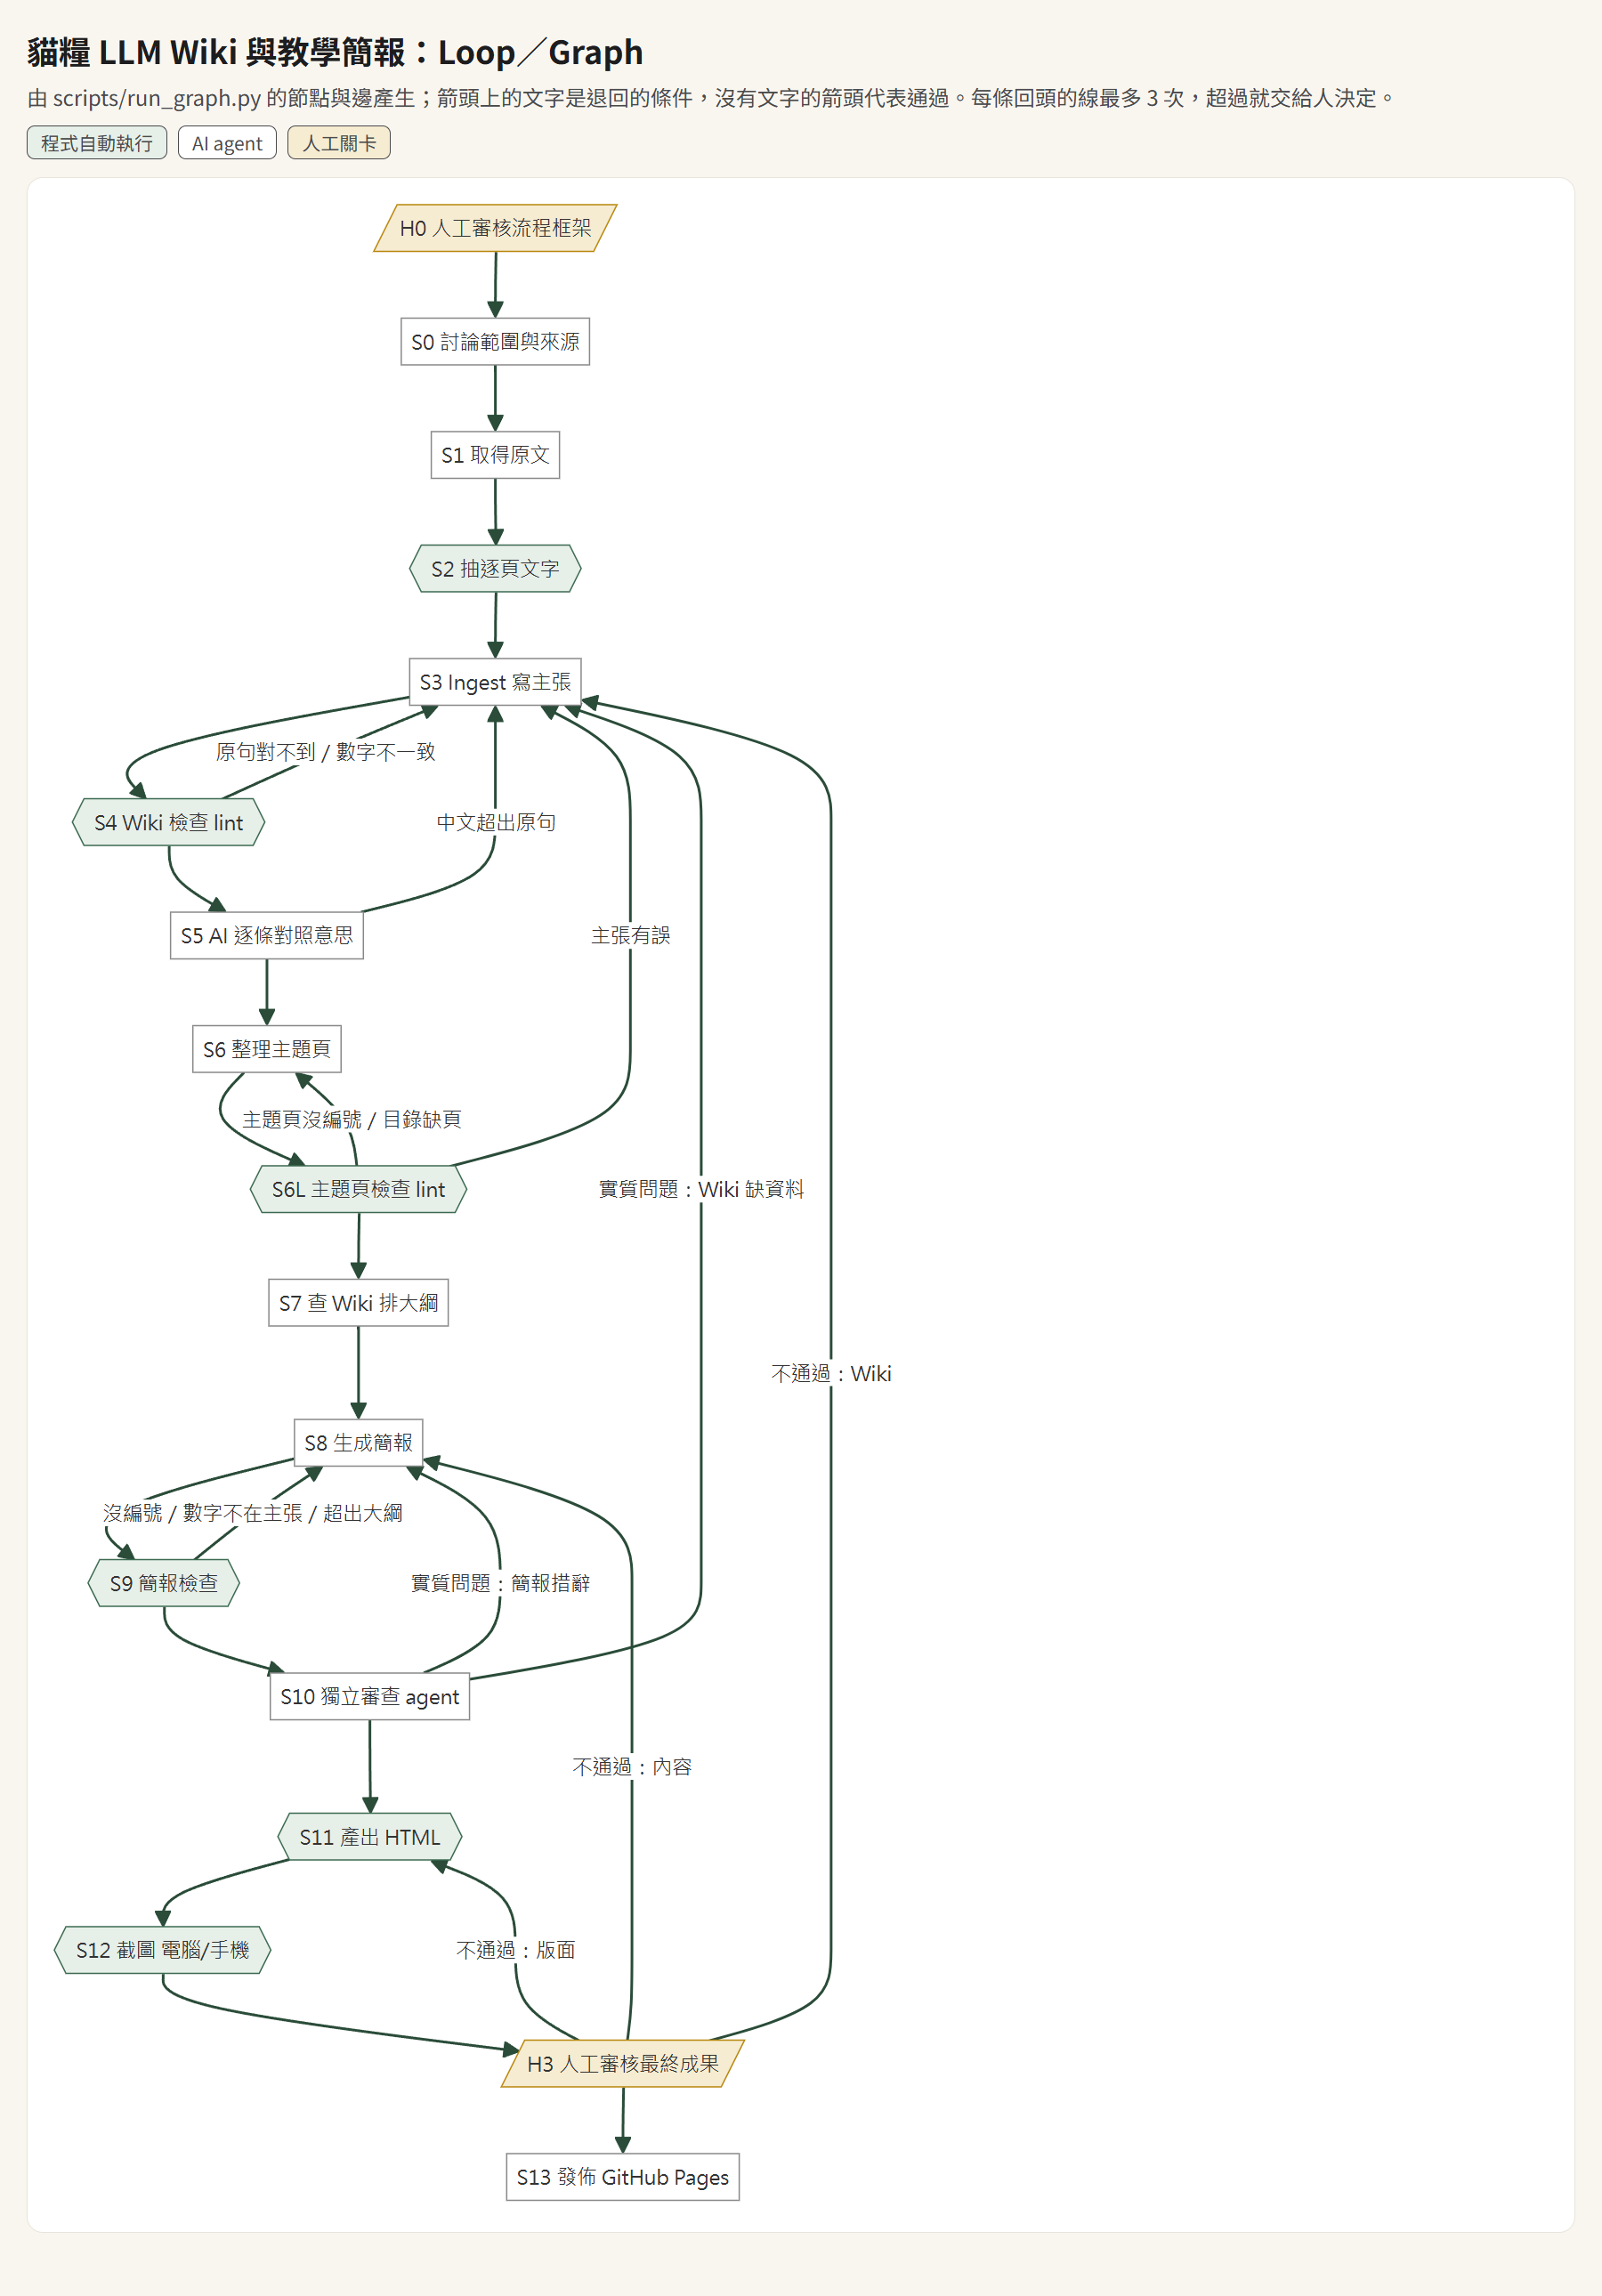 貓糧 LLM Wiki 與教學簡報：Loop／Graph
由 scripts/run_graph.py 的節點與邊產生；箭頭上的文字是退回的條件，沒有文字的箭頭代表通過。每條回頭的線最多 3 次，超過就交給人決定。
程式自動執行
AI agent
人工關卡
H0 人工審核流程框架
S0 討論範圍與來源
S1 取得原文
S2 抽逐頁文字
S3 Ingest 寫主張
原句對不到 / 數字不一致
S4 Wiki 檢查 lint
中文超出原句
S5 AI 逐條對照意思
主張有誤
S6 整理主題頁
主題頁沒編號 / 目錄缺頁
S6L 主題頁檢查 lint
實質問題：Wiki 缺資料
S7 查 Wiki 排大綱
不通過：Wiki
S8 生成簡報
沒編號 / 數字不在主張 / 超出大綱
S9 簡報檢查
實質問題：簡報措辭
S10 獨立審查 agent
不通過：內容
S11 產出 HTML
S12 截圖 電腦/手機
不通過：版面
H3 人工審核最終成果
S13 發佈 GitHub Pages